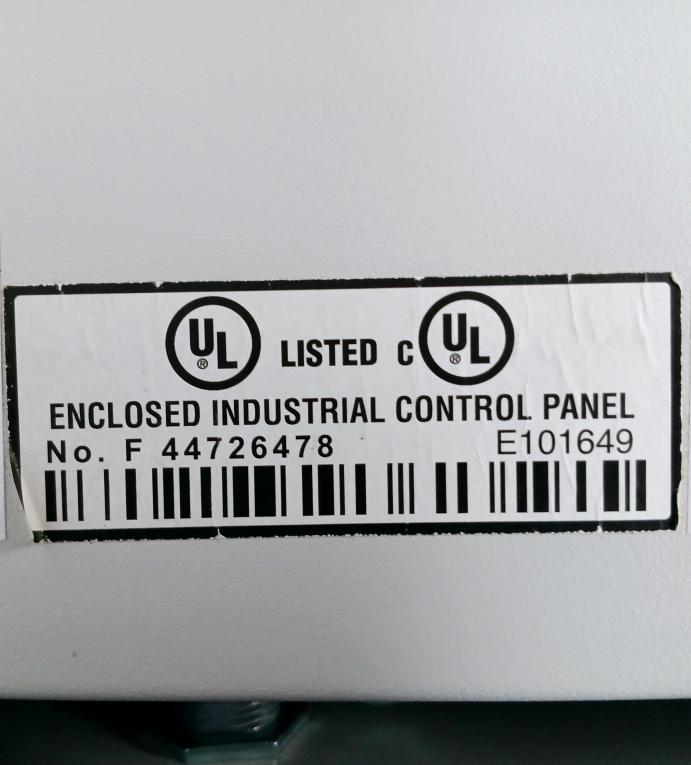 UL ® LISTED C UL ®
ENCLOSED INDUSTRIAL CONTROL PANEL
No. F 44726478 E101649